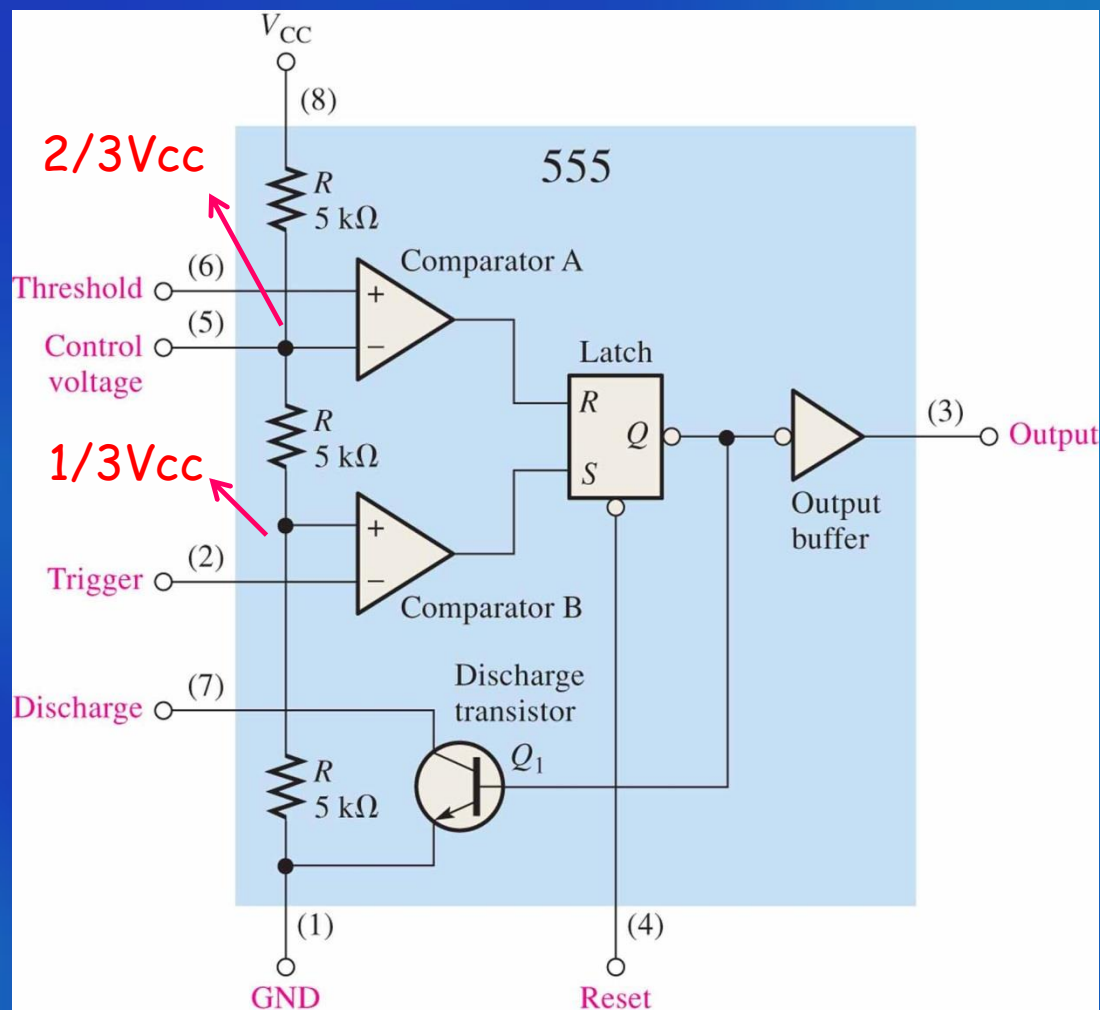 V_CC
(8)
2/3Vcc
555
R
5 kΩ
Comparator A
(6)
Threshold
+
(5)
Control
voltage
−
Latch
R
Q
S
(3)
Output
R
5 kΩ
1/3Vcc
Output
buffer
+
(2)
Trigger
−
Comparator B
Discharge
transistor
(7)
Discharge
Q₁
R
5 kΩ
(1)
(4)
GND
Reset